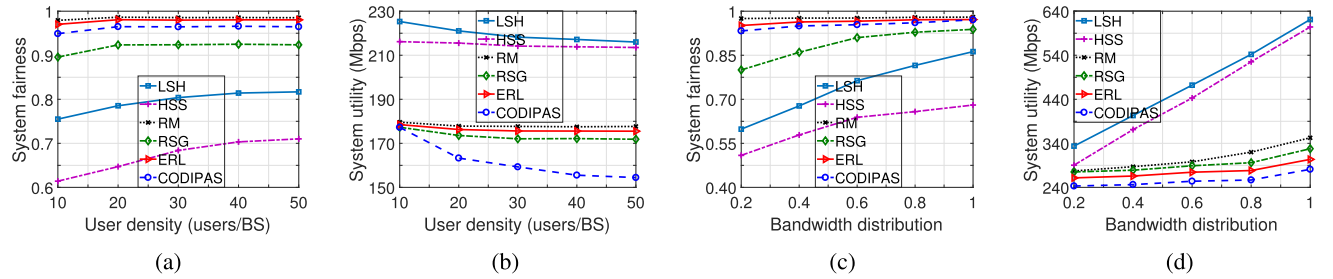 System fairness
1
0.9
0.8
0.7
0.6
10
20
30
40
50
User density (users/BS)
LSH
HSS
RM
RSG
ERL
CODIPAS
(a)
System utility (Mbps)
230
210
190
170
150
10
20
30
40
50
User density (users/BS)
LSH
HSS
RM
RSG
ERL
CODIPAS
(b)
System fairness
1
0.85
0.70
0.55
0.40
0.2
0.4
0.6
0.8
1
Bandwidth distribution
LSH
HSS
RM
RSG
ERL
CODIPAS
(c)
System utility (Mbps)
640
540
440
340
240
0.2
0.4
0.6
0.8
1
Bandwidth distribution
LSH
HSS
RM
RSG
ERL
CODIPAS
(d)